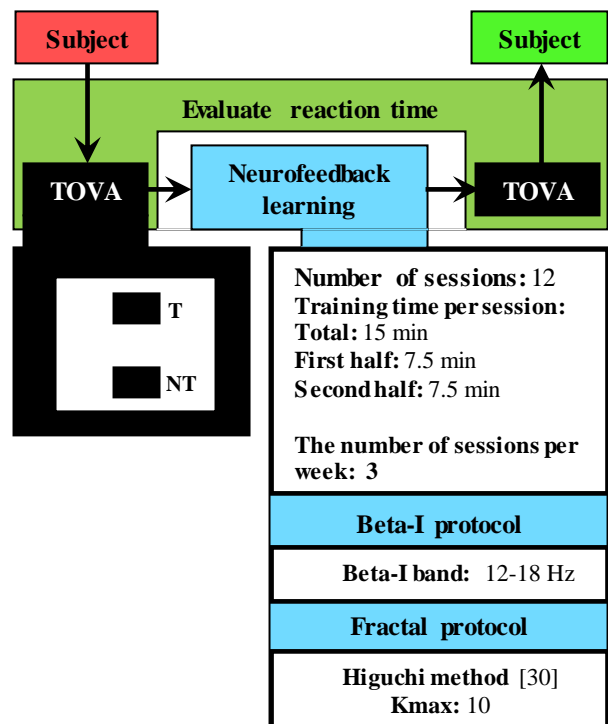 Subject
Subject
Evaluate reaction time
TOVA
Neurofeedback
learning
TOVA
T
NT
Number of sessions: 12
Training time per session:
Total: 15 min
First half: 7.5 min
Second half: 7.5 min
The number of sessions per
week: 3
Beta-I protocol
Beta-I band: 12-18 Hz
Fractal protocol
Higuchi method [30]
Kmax: 10